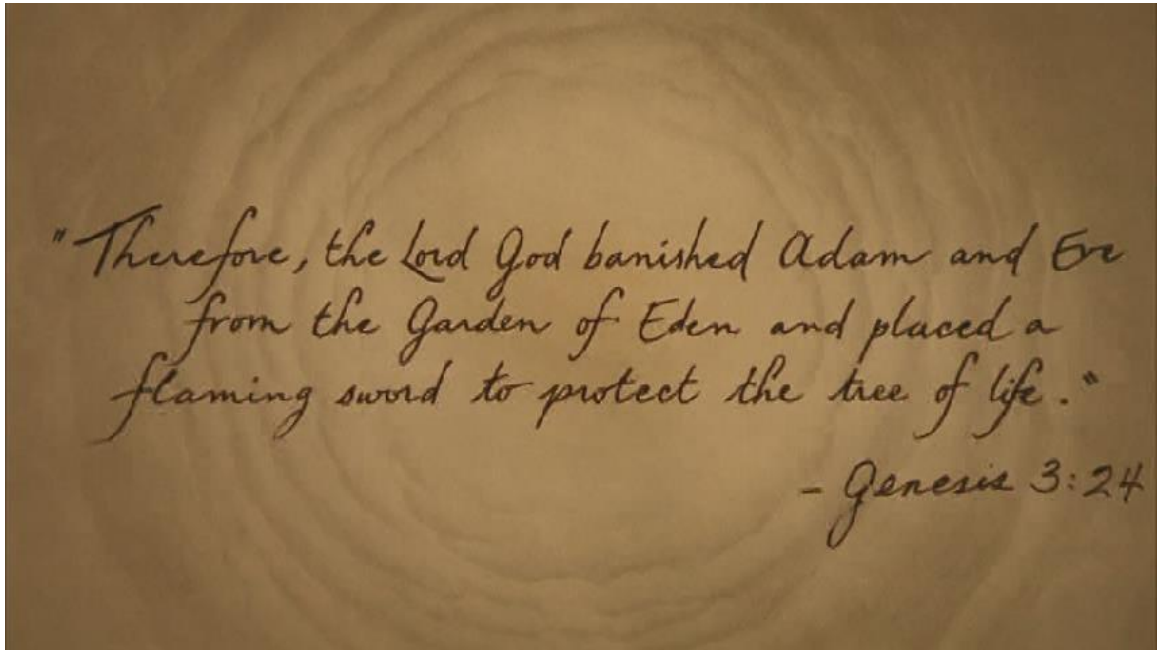 "Therefore, the Lord God banished Adam and Eve
from the Garden of Eden and placed a
flaming sword to protect the tree of life."
- Genesis 3:24